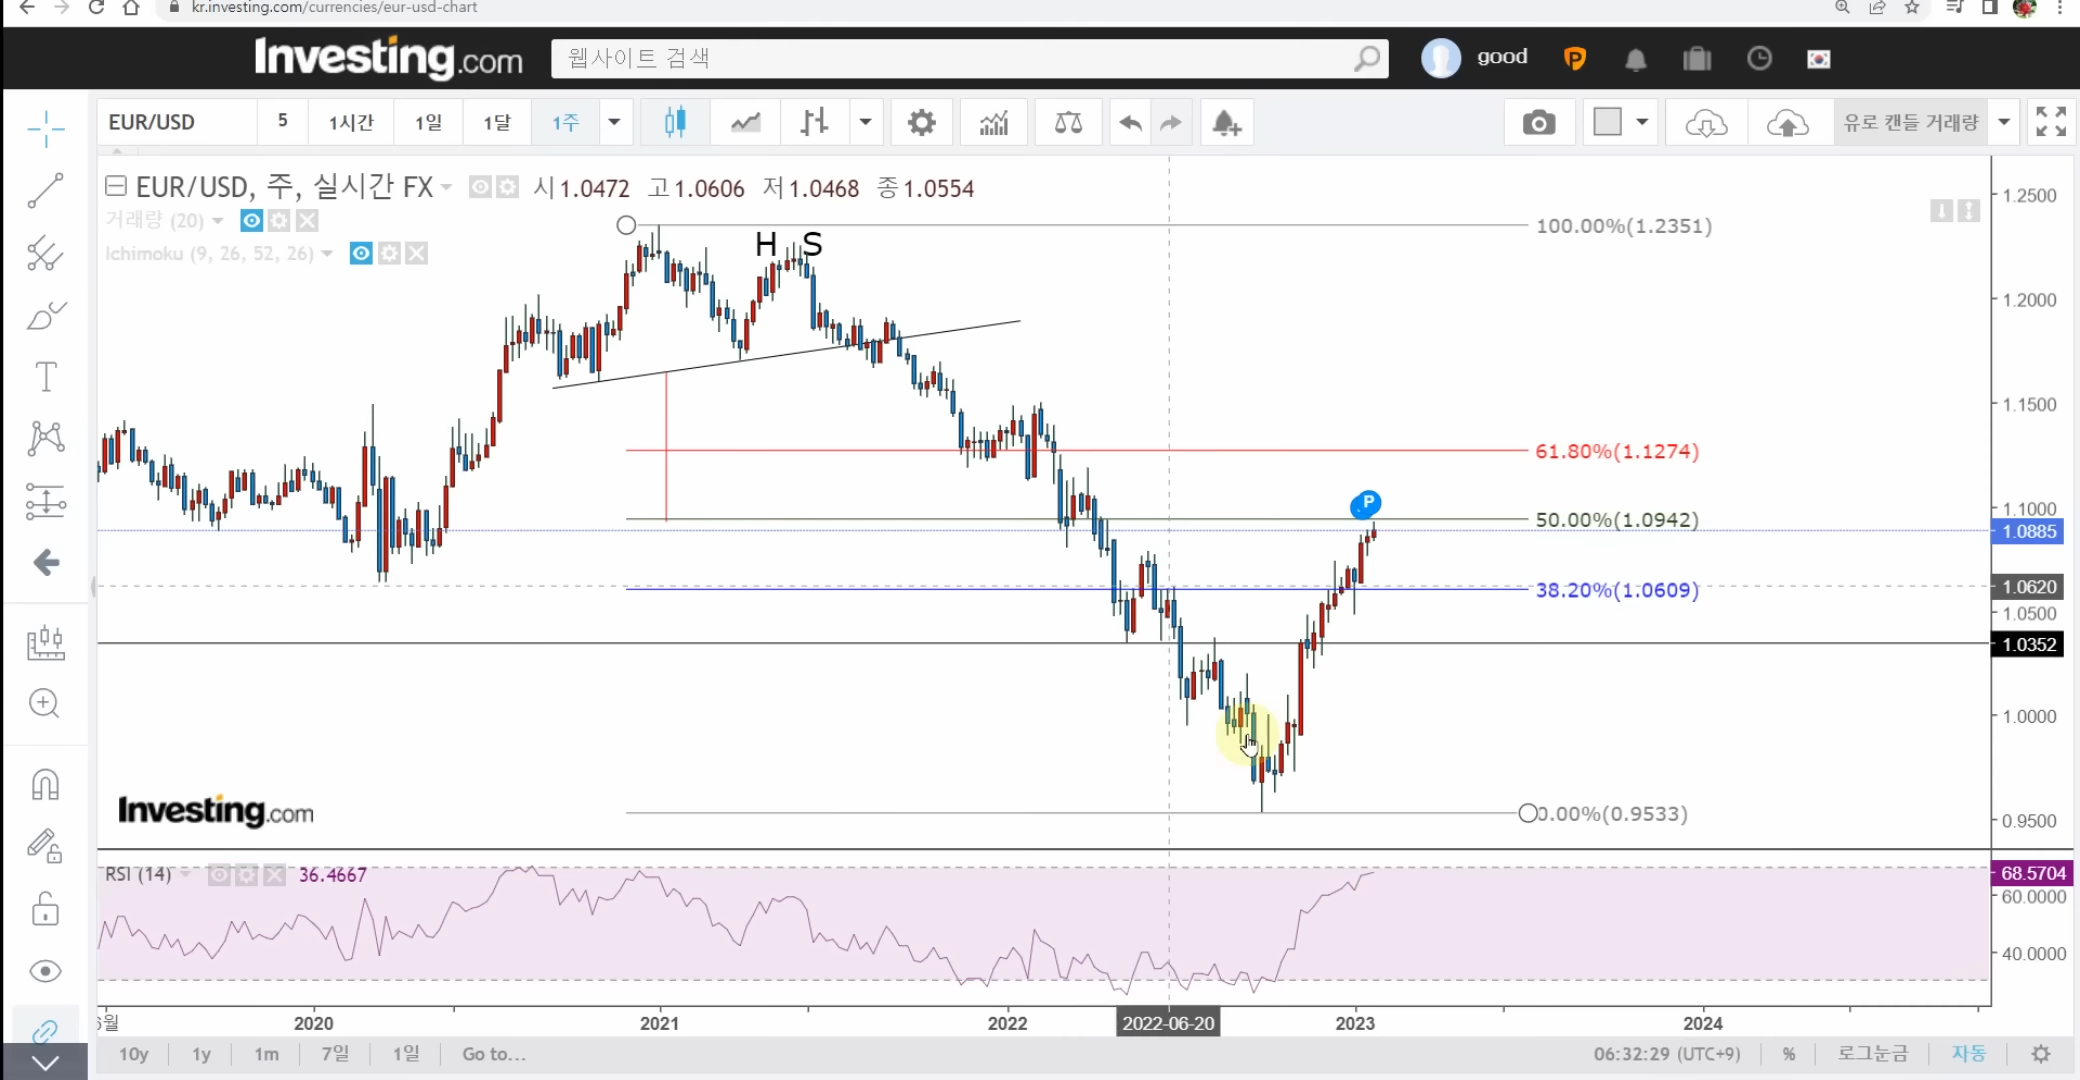 kr.investing.com/currencies/eur-usd-chart
Investing.com
웹사이트 검색
good
EUR/USD 5 1시간 1일 1달 1주
유로 캔들 거래량
EUR/USD, 주, 실시간 FX 시1.0472 고1.0606 저1.0468 종1.0554
거래량 (20)
Ichimoku (9, 26, 52, 26)
H S
100.00%(1.2351)
61.80%(1.1274)
P
50.00%(1.0942)
38.20%(1.0609)
0.00%(0.9533)
1.2500
1.2000
1.1500
1.1000
1.0885
1.0620
1.0500
1.0352
1.0000
0.9500
Investing.com
RSI (14) 36.4667
68.5704
60.0000
40.0000
6월 2020 2021 2022 2022-06-20 2023 2024
10y 1y 1m 7일 1일 Go to... 06:32:29 (UTC+9) % 로그눈금 자동